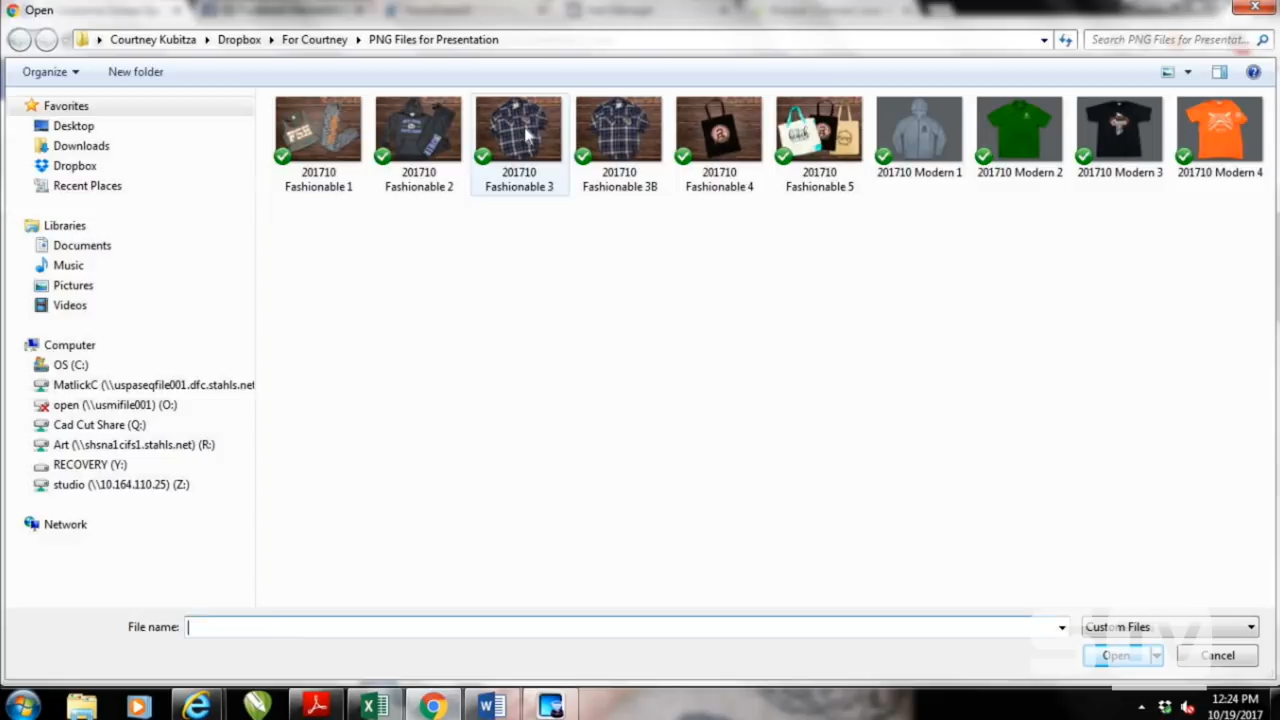 Open
Courtney Kubitza
Dropbox
For Courtney
PNG Files for Presentation
Search PNG Files for Presentat...
Organize
New folder
Favorites
Desktop
Downloads
Dropbox
Recent Places
Libraries
Documents
Music
Pictures
Videos
Computer
OS (C:)
MatlickC (\\uspaseqfile001.dfc.stahls.net
open (\\usmifile001) (O:)
Cad Cut Share (Q:)
Art (\\shsna1cifs1.stahls.net) (R:)
RECOVERY (Y:)
studio (\\10.164.110.25) (Z:)
Network
201710
Fashionable 1
201710
Fashionable 2
201710
Fashionable 3
201710
Fashionable 3B
201710
Fashionable 4
201710
Fashionable 5
201710 Modern 1
201710 Modern 2
201710 Modern 3
201710 Modern 4
File name:
Custom Files
Open
Cancel
12:24 PM
10/19/2017